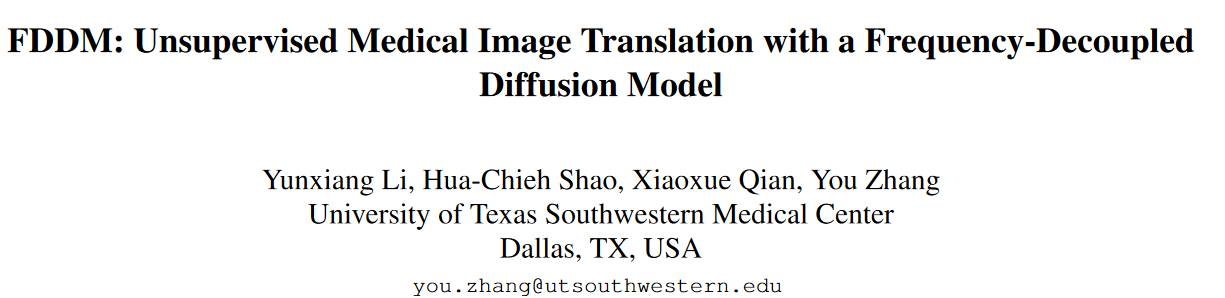 FDDM: Unsupervised Medical Image Translation with a Frequency-Decoupled
Diffusion Model
Yunxiang Li, Hua-Chieh Shao, Xiaoxue Qian, You Zhang
University of Texas Southwestern Medical Center
Dallas, TX, USA
you.zhang@utsouthwestern.edu